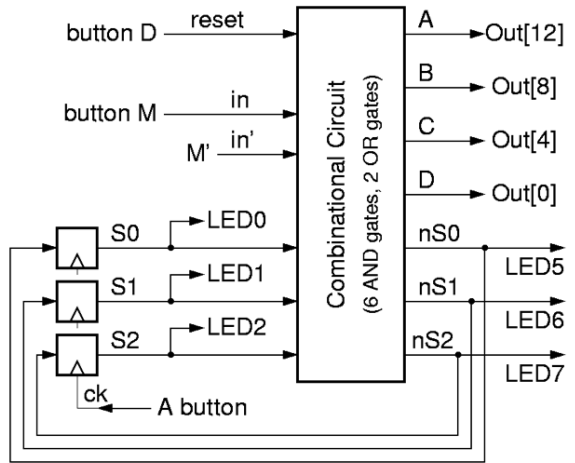 button D
reset
A
Out[12]
B
Out[8]
button M
in
M'
in'
C
Out[4]
D
Out[0]
Combinational Circuit
(6 AND gates, 2 OR gates)
S0
LED0
nS0
LED5
S1
LED1
nS1
LED6
S2
LED2
nS2
LED7
ck
A button